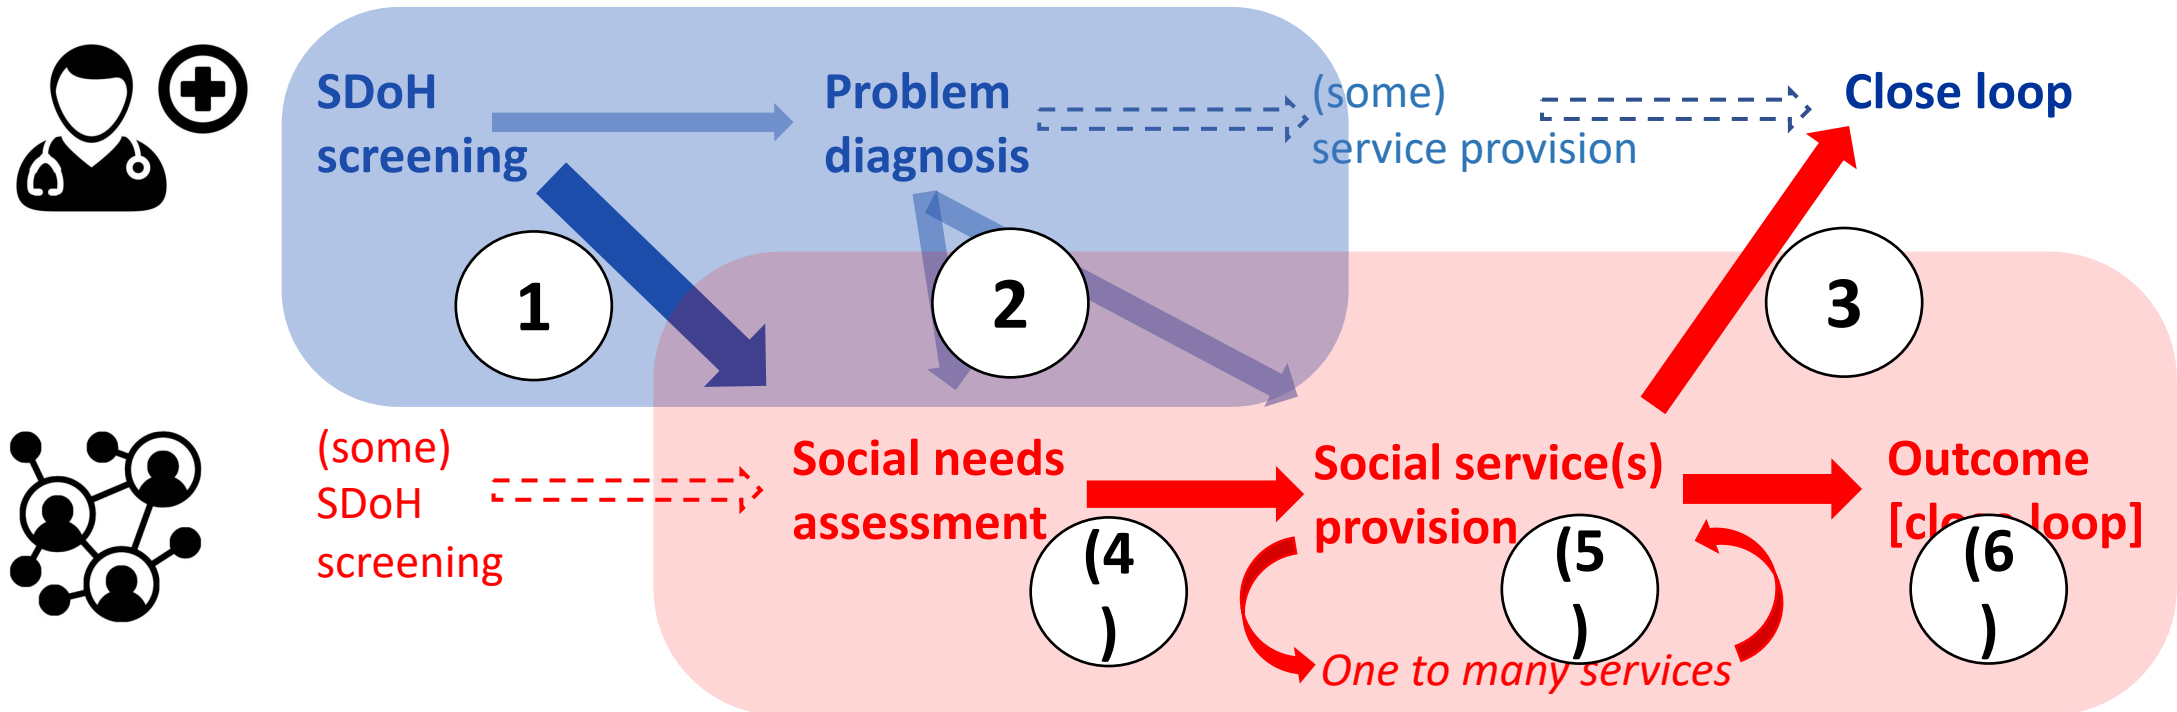 SDoH
screening
Problem
diagnosis
(some)
service provision
Close loop
1
2
3
(some)
SDoH
screening
Social needs
assessment
Social service(s)
provision
Outcome
[close loop]
(4
)
(5
)
(6
)
One to many services